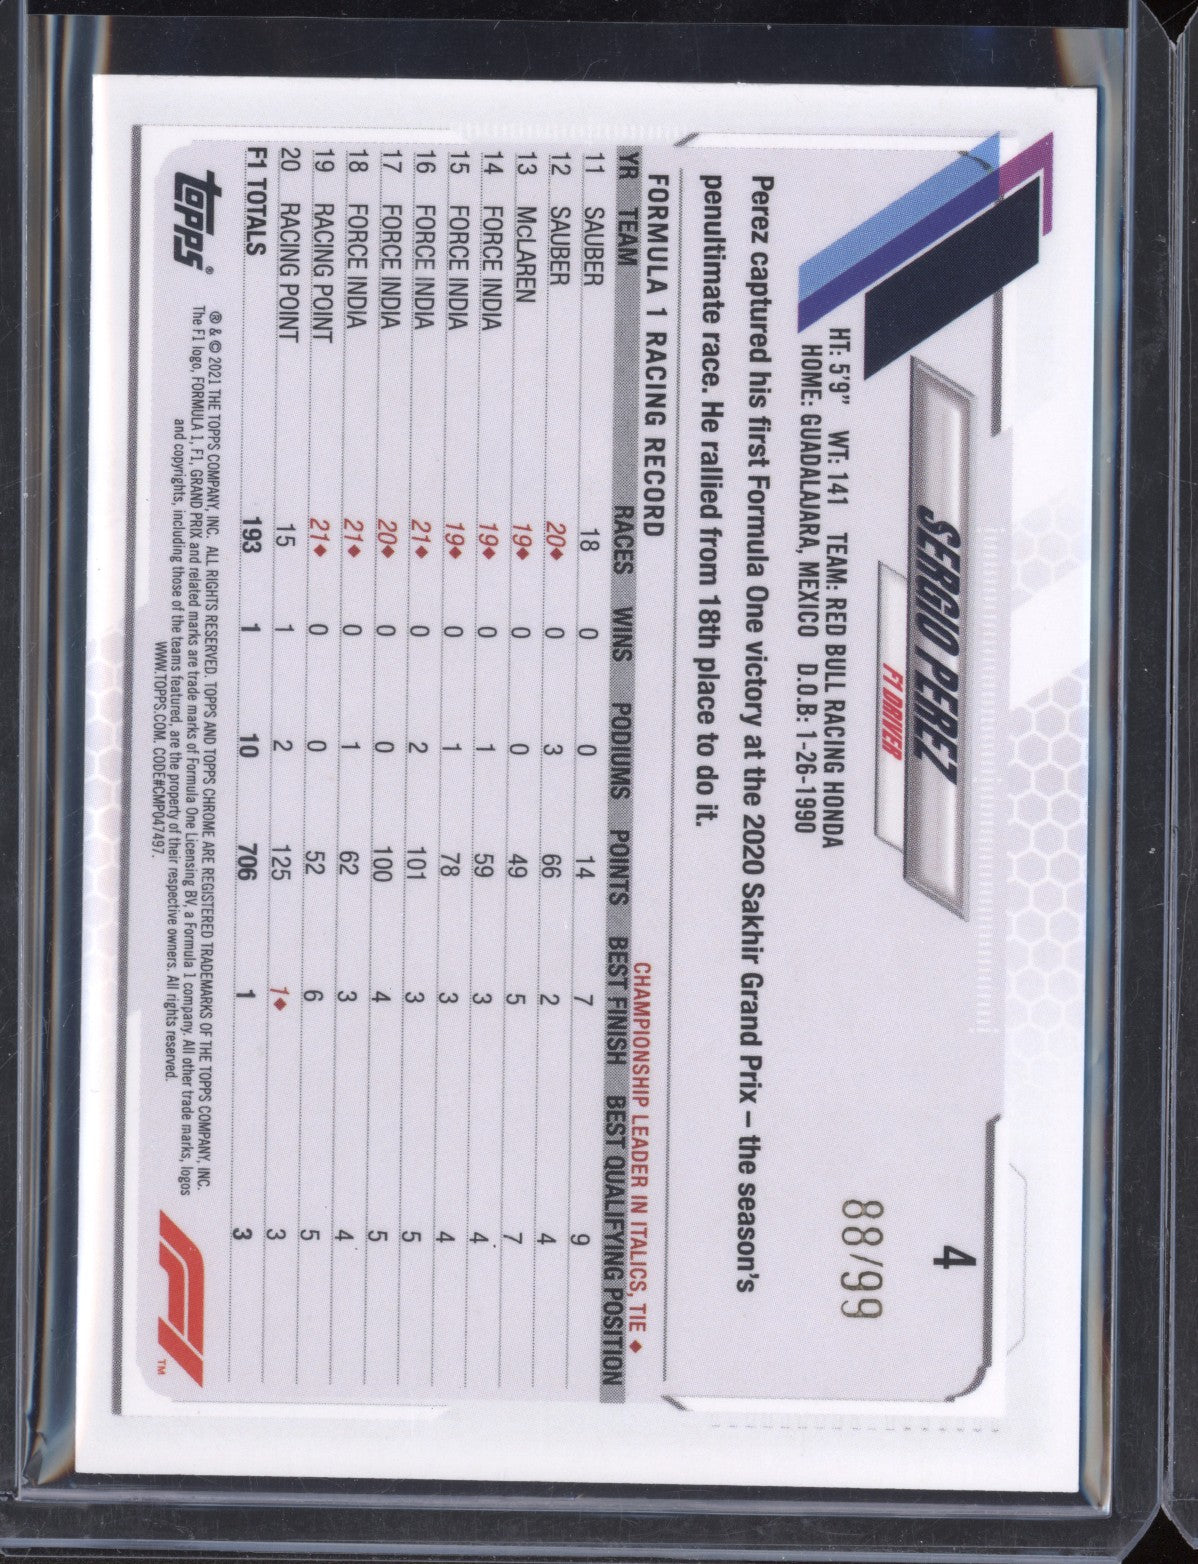 4
SERGIO PEREZ
F1 DRIVER
88/99
HT: 5'9" WT: 141 TEAM: RED BULL RACING HONDA
HOME: GUADALAJARA, MEXICO D.O.B: 1-26-1990
Perez captured his first Formula One victory at the 2020 Sakhir Grand Prix – the season's
penultimate race. He rallied from 18th place to do it.
FORMULA 1 RACING RECORD CHAMPIONSHIP LEADER IN ITALICS, TIE ♦
YR TEAM RACES WINS PODIUMS POINTS BEST FINISH BEST QUALIFYING POSITION
11 SAUBER 18 0 0 14 7 9
12 SAUBER 20♦ 0 3 66 2 4
13 McLAREN 19♦ 0 0 49 5 7
14 FORCE INDIA 19♦ 0 1 59 3 4
15 FORCE INDIA 19♦ 0 1 78 3 4
16 FORCE INDIA 21♦ 0 2 101 3 5
17 FORCE INDIA 20♦ 0 0 100 4 5
18 FORCE INDIA 21♦ 0 1 62 3 4
19 RACING POINT 21♦ 0 0 52 6 5
20 RACING POINT 15 1 2 125 1♦ 3
F1 TOTALS 193 1 10 706 1 3
topps®
® & © 2021 THE TOPPS COMPANY, INC. ALL RIGHTS RESERVED. TOPPS AND TOPPS CHROME ARE REGISTERED TRADEMARKS OF THE TOPPS COMPANY, INC.
The F1 logo, FORMULA 1, F1, GRAND PRIX and related marks are trade marks of Formula One Licensing BV, a Formula 1 company. All other trade marks, logos
and copyrights, including those of the teams featured, are the property of their respective owners. All rights reserved.
WWW.TOPPS.COM. CODE#CMP047497.
F1 TM